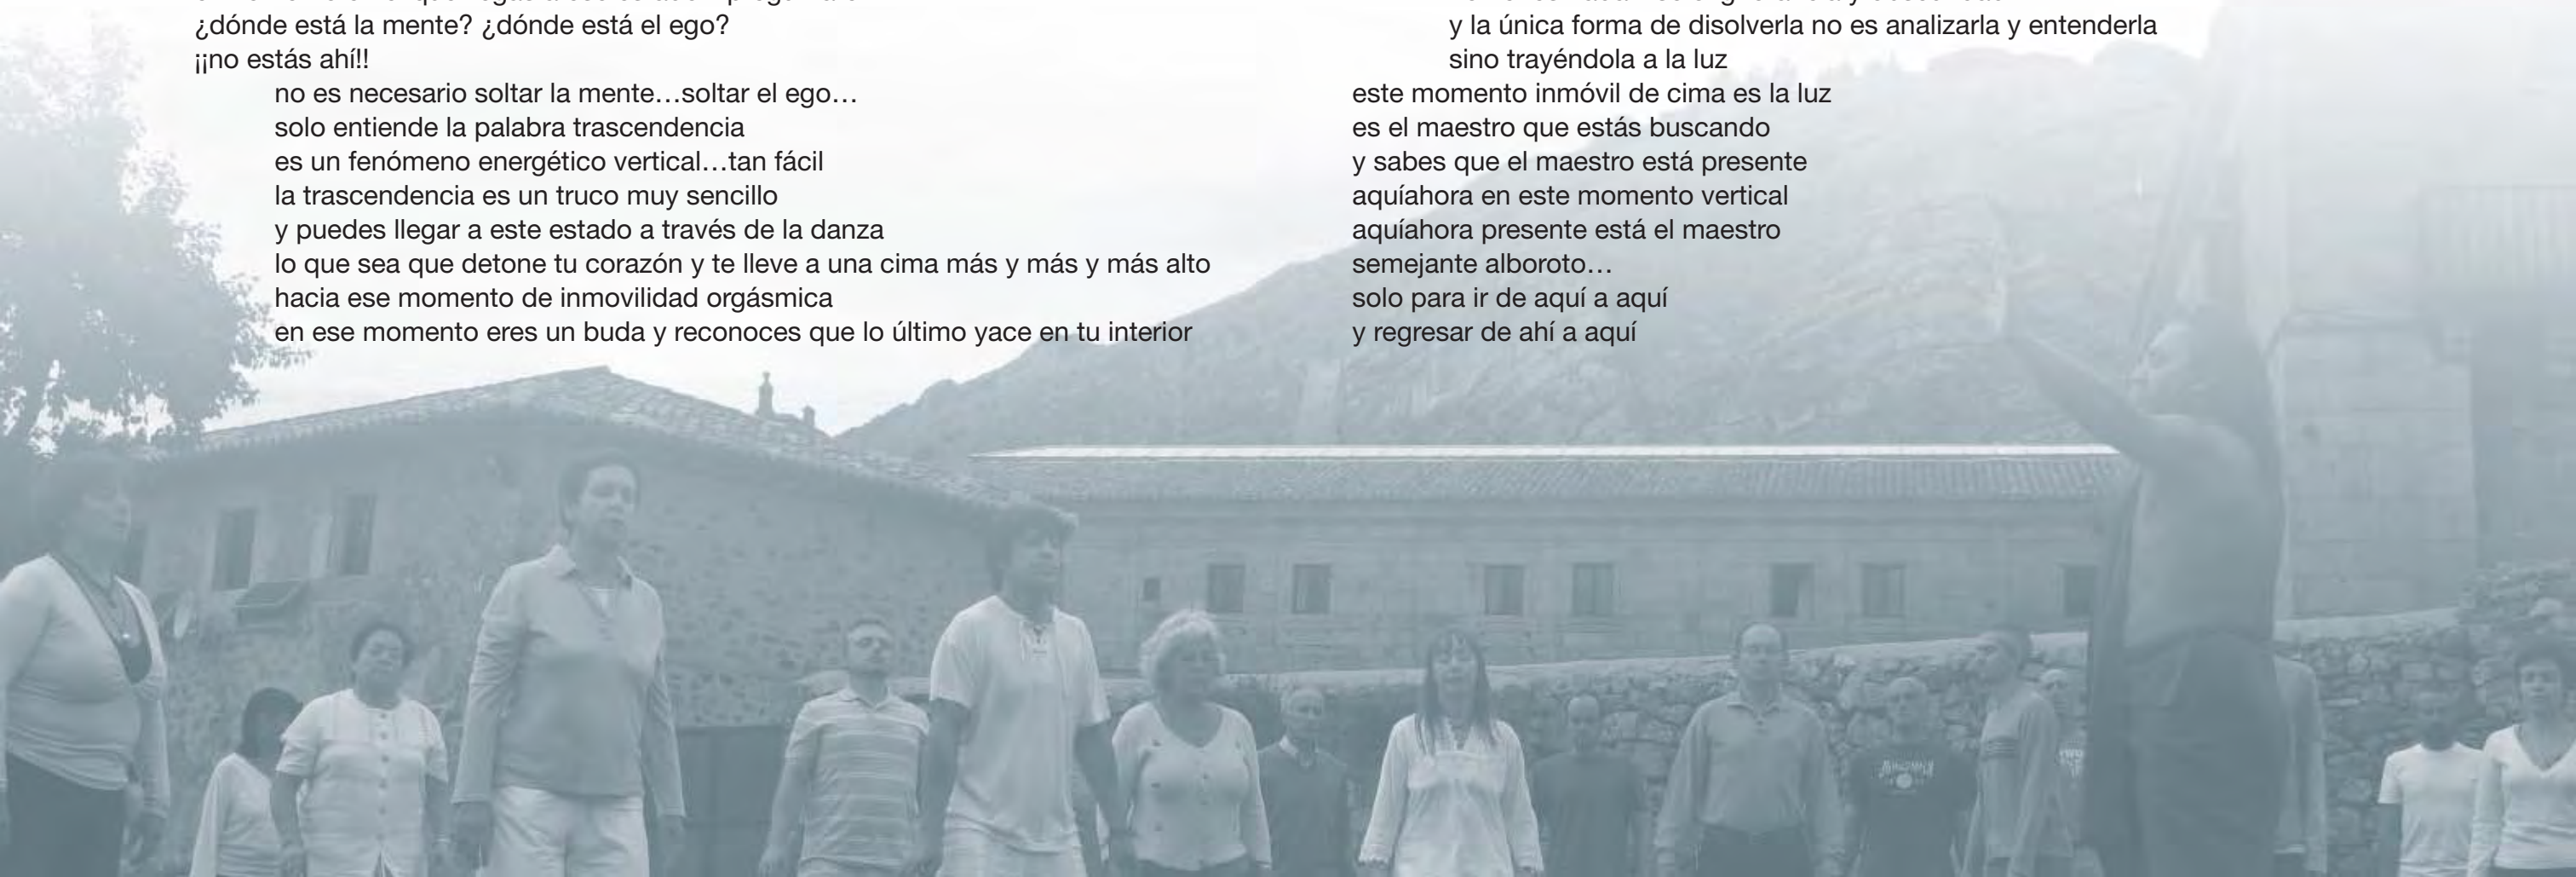 ¿dónde está la mente? ¿dónde está el ego?
¡¡no estás ahí!!
no es necesario soltar la mente…soltar el ego…
solo entiende la palabra trascendencia
es un fenómeno energético vertical…tan fácil
la trascendencia es un truco muy sencillo
y puedes llegar a este estado a través de la danza
lo que sea que detone tu corazón y te lleve a una cima más y más y más alto
hacia ese momento de inmovilidad orgásmica
en ese momento eres un buda y reconoces que lo último yace en tu interior
y la única forma de disolverla no es analizarla y entenderla
sino trayéndola a la luz
este momento inmóvil de cima es la luz
es el maestro que estás buscando
y sabes que el maestro está presente
aquíahora en este momento vertical
aquíahora presente está el maestro
semejante alboroto…
solo para ir de aquí a aquí
y regresar de ahí a aquí